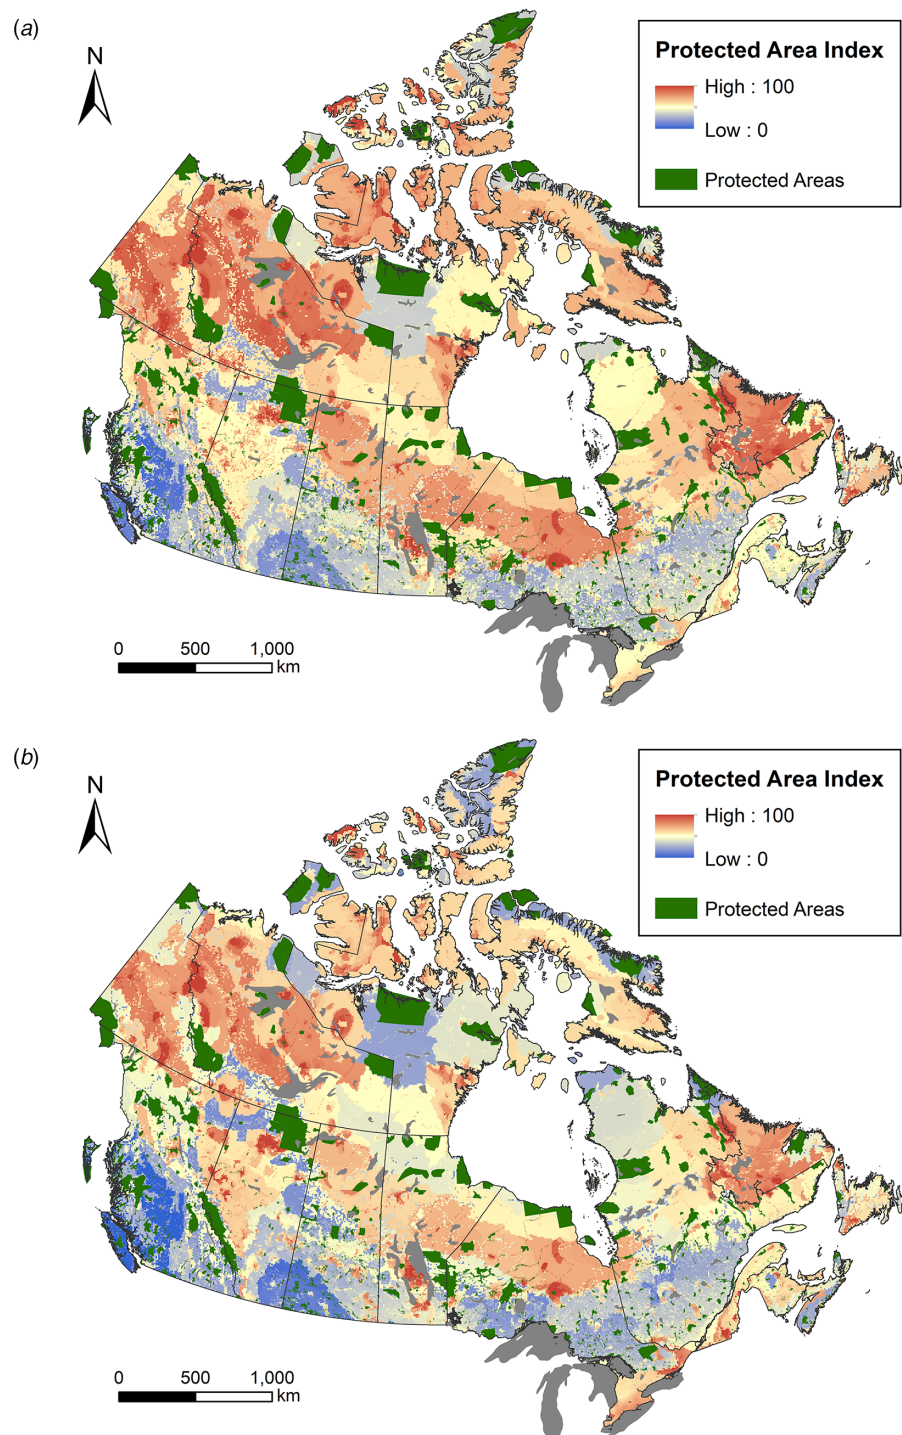 (a)
N
Protected Area Index
High : 100
Low : 0
Protected Areas
0 500 1,000
km
(b)
N
Protected Area Index
High : 100
Low : 0
Protected Areas
0 500 1,000
km